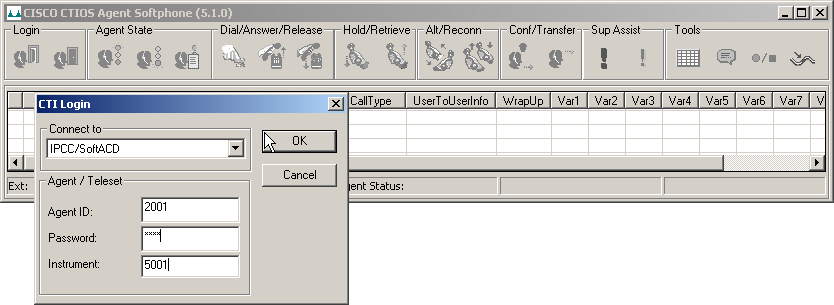 CISCO CTIOS Agent Softphone (5.1.0)
Login Agent State Dial/Answer/Release Hold/Retrieve Alt/Reconn Conf/Transfer Sup Assist Tools
CallType UserToUserInfo WrapUp Var1 Var2 Var3 Var4 Var5 Var6 Var7 V
Ext: gent Status:
CTI Login
Connect to
IPCC/SoftACD
OK
Cancel
Agent / Teleset
Agent ID: 2001
Password: ****
Instrument: 5001